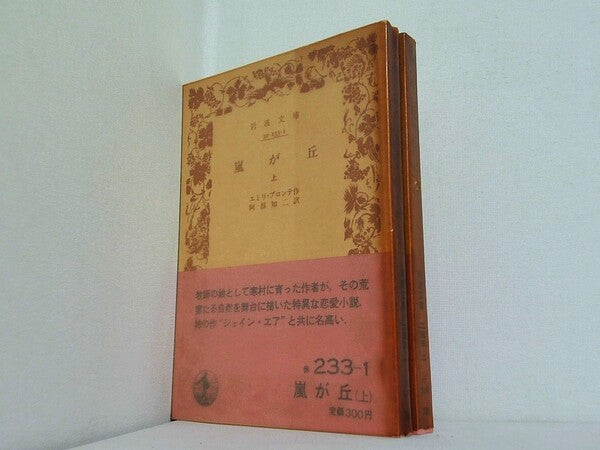 岩波文庫
32-233-1
嵐が丘
上
エミリ・ブロンテ作
阿部知二訳
牧師の娘として寒村に育った作者が，その荒
寥たる自然を舞台に描いた特異な恋愛小説．
姉の作“ジェイン・エア”と共に名高い．
赤 233-1
嵐が丘(上)
定価300円